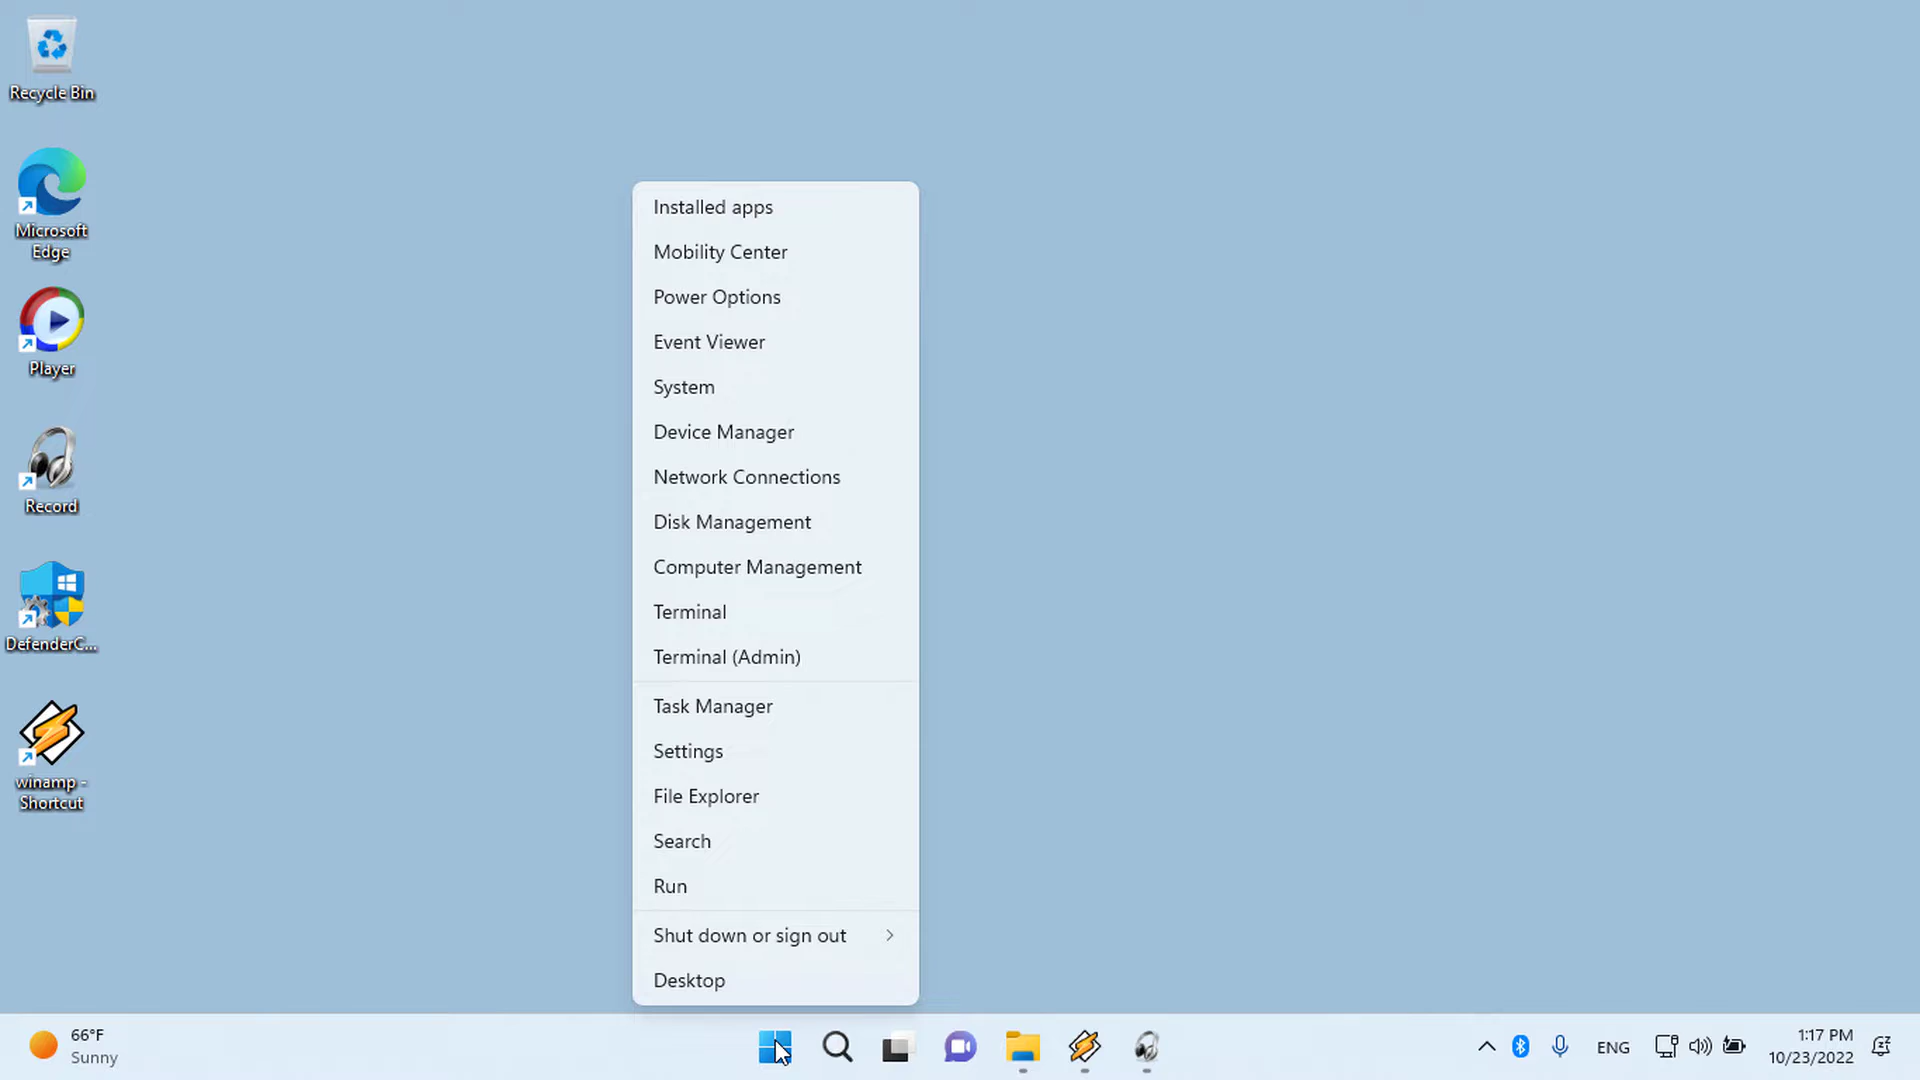 Recycle Bin
Microsoft
Edge
Player
Record
DefenderC...
winamp -
Shortcut
Installed apps
Mobility Center
Power Options
Event Viewer
System
Device Manager
Network Connections
Disk Management
Computer Management
Terminal
Terminal (Admin)
Task Manager
Settings
File Explorer
Search
Run
Shut down or sign out
Desktop
66°F
Sunny
ENG
1:17 PM
10/23/2022